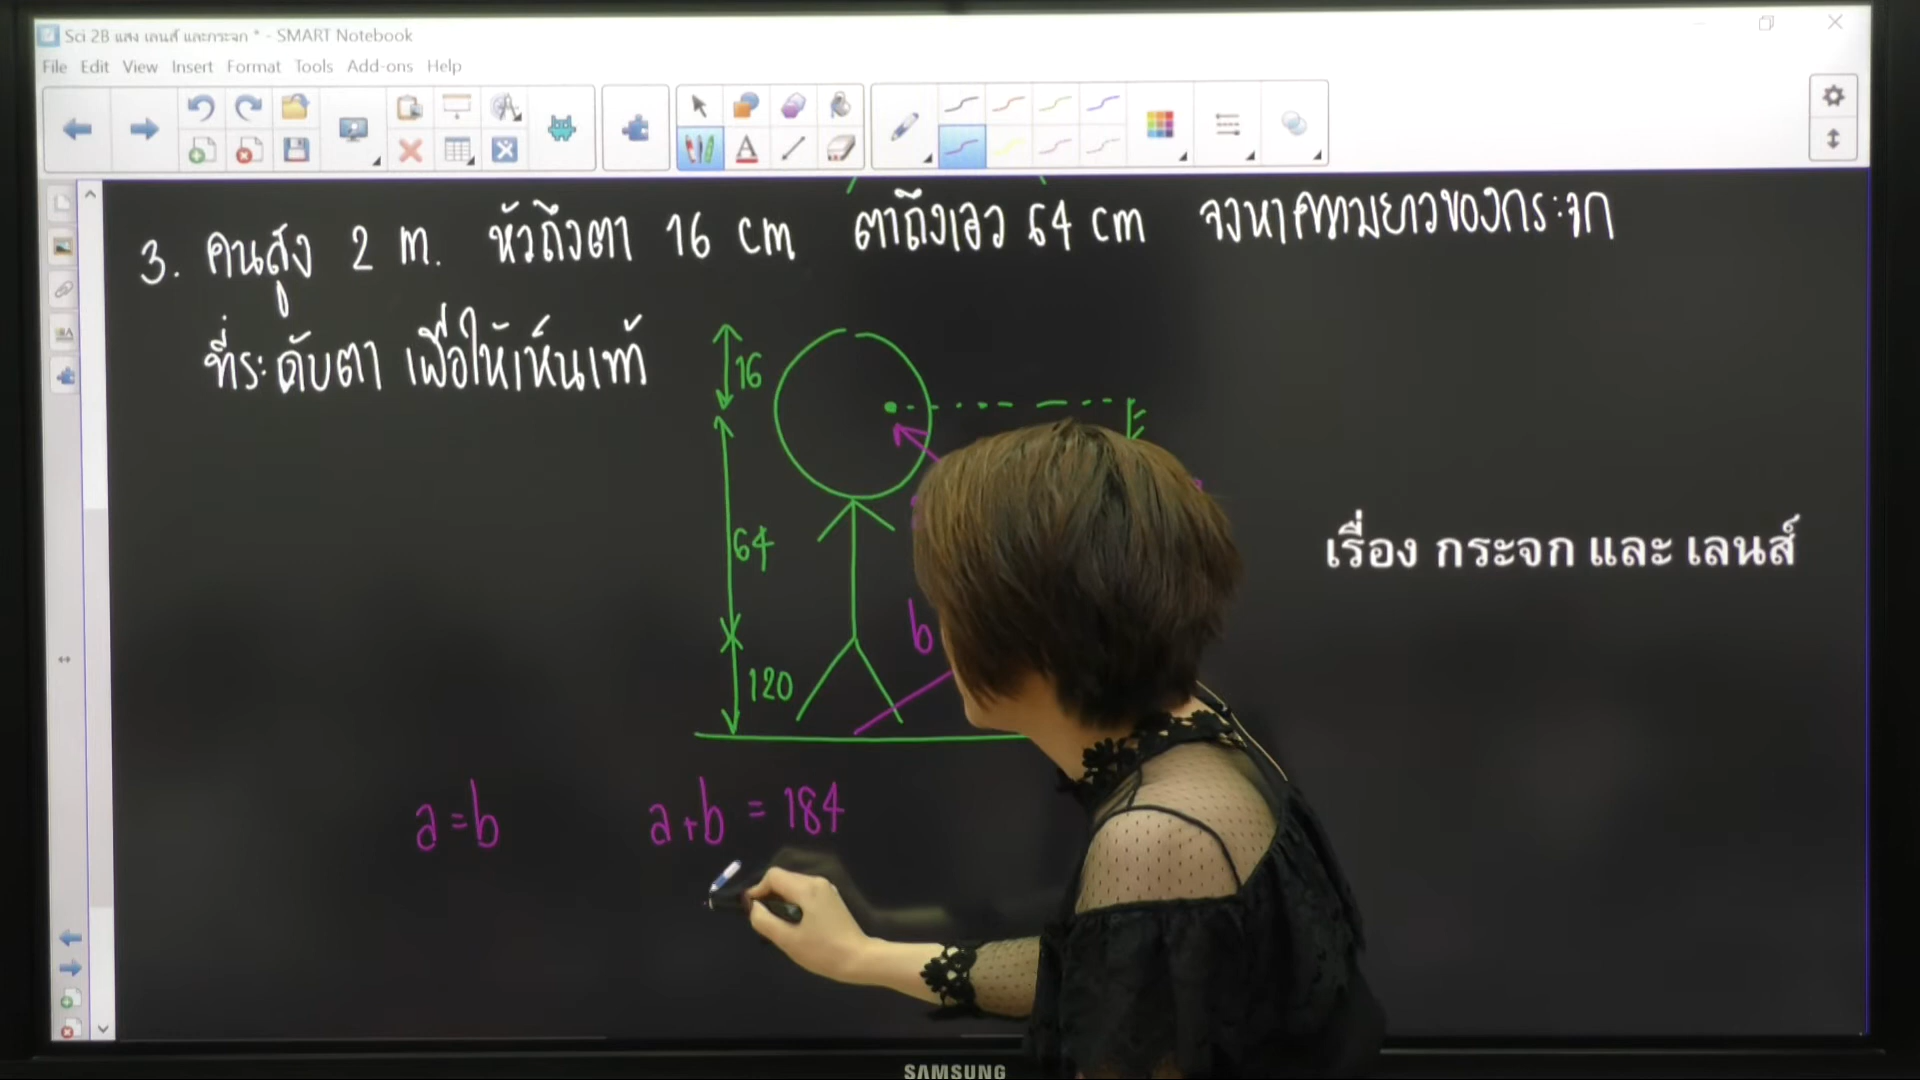 Sci 2B แสง เลนส์ และกระจก * - SMART Notebook
File Edit View Insert Format Tools Add-ons Help
3. คนสูง 2 m. หัวถึงตา 16 cm ตาถึงเอว 64 cm จงหาความยาวของกระจก
ที่ระดับตา เพื่อให้เห็นเท้า
16
64
b
120
เรื่อง กระจก และ เลนส์
a=b a+b = 184
SAMSUNG